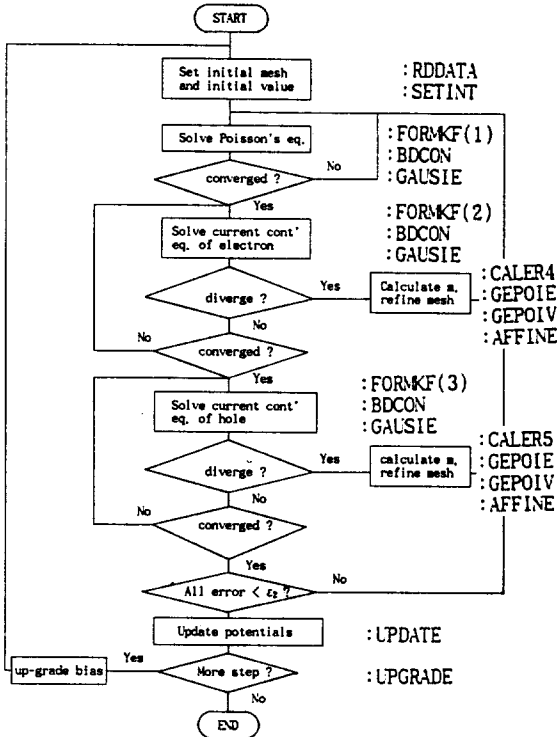 START
Set initial mesh
and initial value
:RDDATA
:SETINT
Solve Poisson's eq.
:FORMKF(1)
:BDCON
:GAUSIE
No
converged ?
Yes
:FORMKF(2)
:BDCON
:GAUSIE
Solve current cont'
eq. of electron
diverge ?
Yes
Calculate m,
refine mesh
:CALER4
:GEPOIE
:GEPOIV
:AFFINE
No
No
converged ?
Yes
:FORMKF(3)
:BDCON
:GAUSIE
Solve current cont'
eq. of hole
diverge ?
Yes
calculate m,
refine mesh
:CALER5
:GEPOIE
:GEPOIV
:AFFINE
No
No
converged ?
Yes
All error < ε₂ ?
No
Update potentials
:UPDATE
up-grade bias
Yes
More step ?
:UPGRADE
No
END